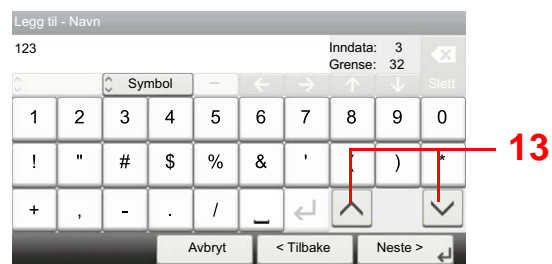 Legg til - Navn
123
Inndata: 3
Grense: 32
Symbol
Slett
1 2 3 4 5 6 7 8 9 0
! " # $ % & ' ( ) *
+ , - . / _
Avbryt < Tilbake Neste >
13